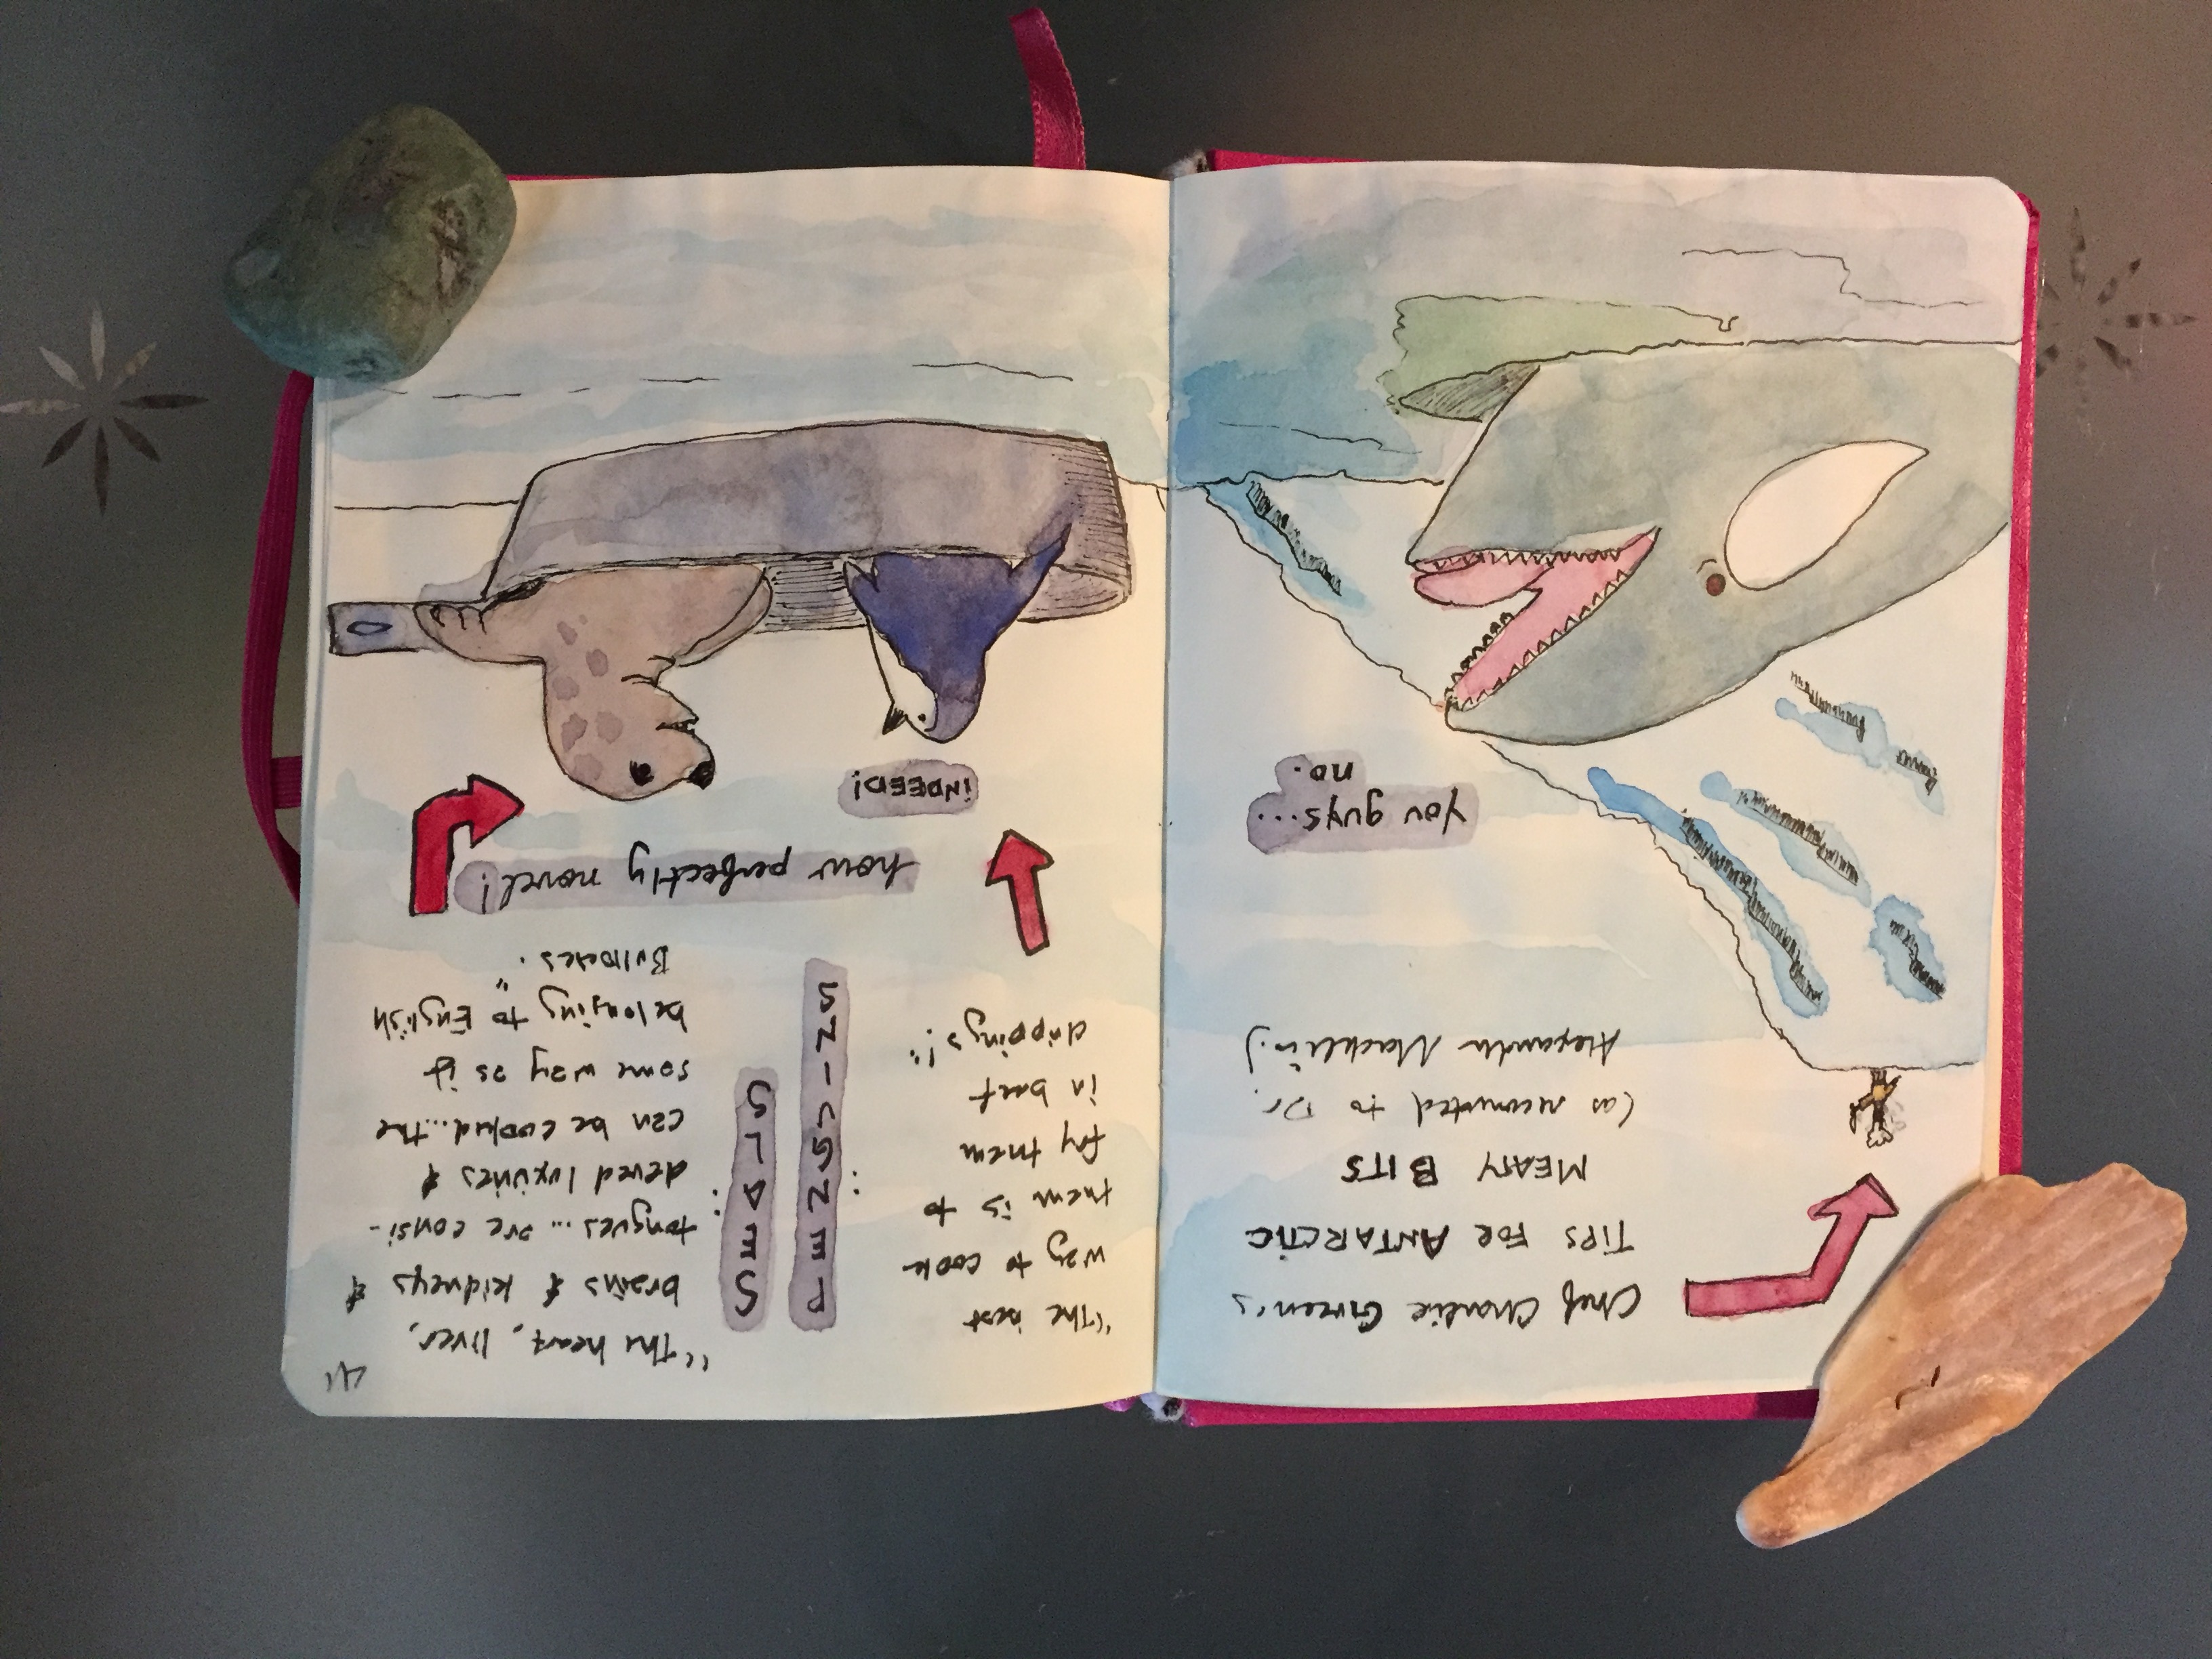 Chef Charlie Green's
TIPS FOR ANTARCTIC
MEATY BITS
(as recounted to Dr.
Alexander Macklin.)
You guys...
no.
"The best
way to cook
them is to
fry them
in beef
drippings!"
: PENGUINS
SEALS :
41
"The heart, liver,
brains & kidneys &
tongues... are consi-
dered luxuries &
can be cooked... the
same way as if
belonging to English
Bullocks."
how perfectly novel!
INDEED!